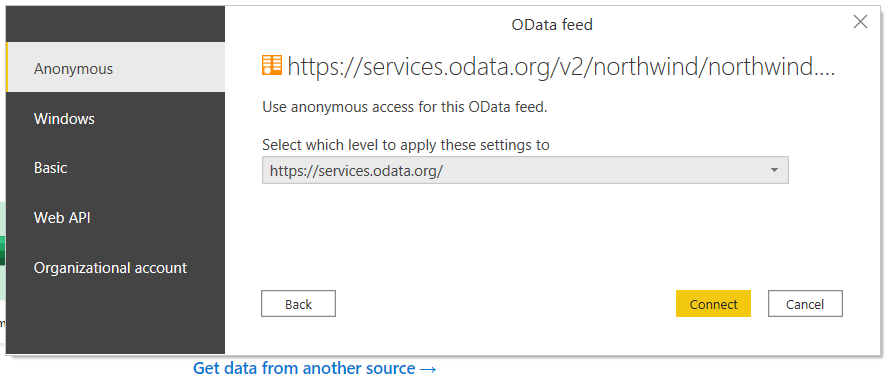 OData feed
https://services.odata.org/v2/northwind/northwind....
Anonymous
Use anonymous access for this OData feed.
Windows
Select which level to apply these settings to
https://services.odata.org/
Basic
Web API
Organizational account
Back
Connect
Cancel
Get data from another source →